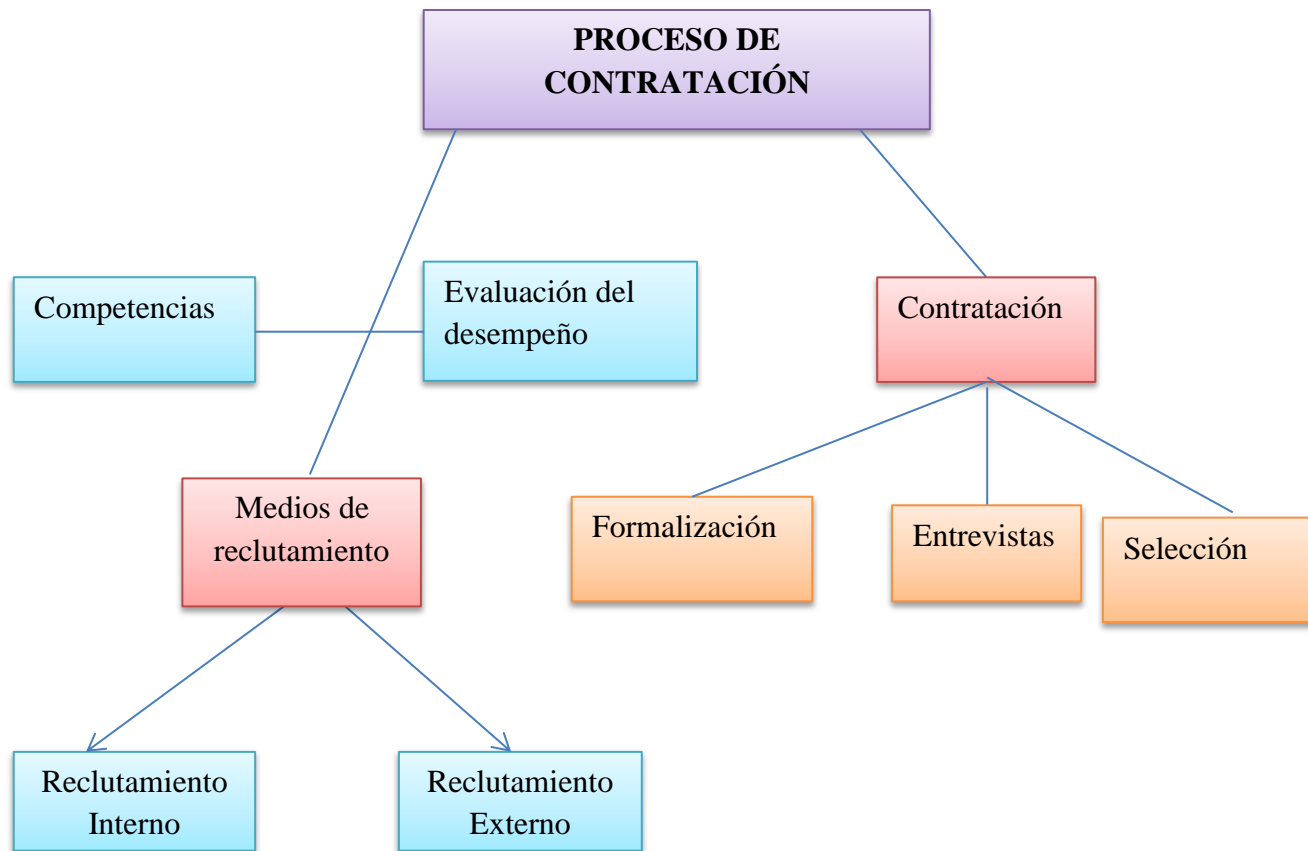 PROCESO DE
CONTRATACIÓN
Competencias
Evaluación del
desempeño
Contratación
Medios de
reclutamiento
Formalización
Entrevistas
Selección
Reclutamiento
Interno
Reclutamiento
Externo